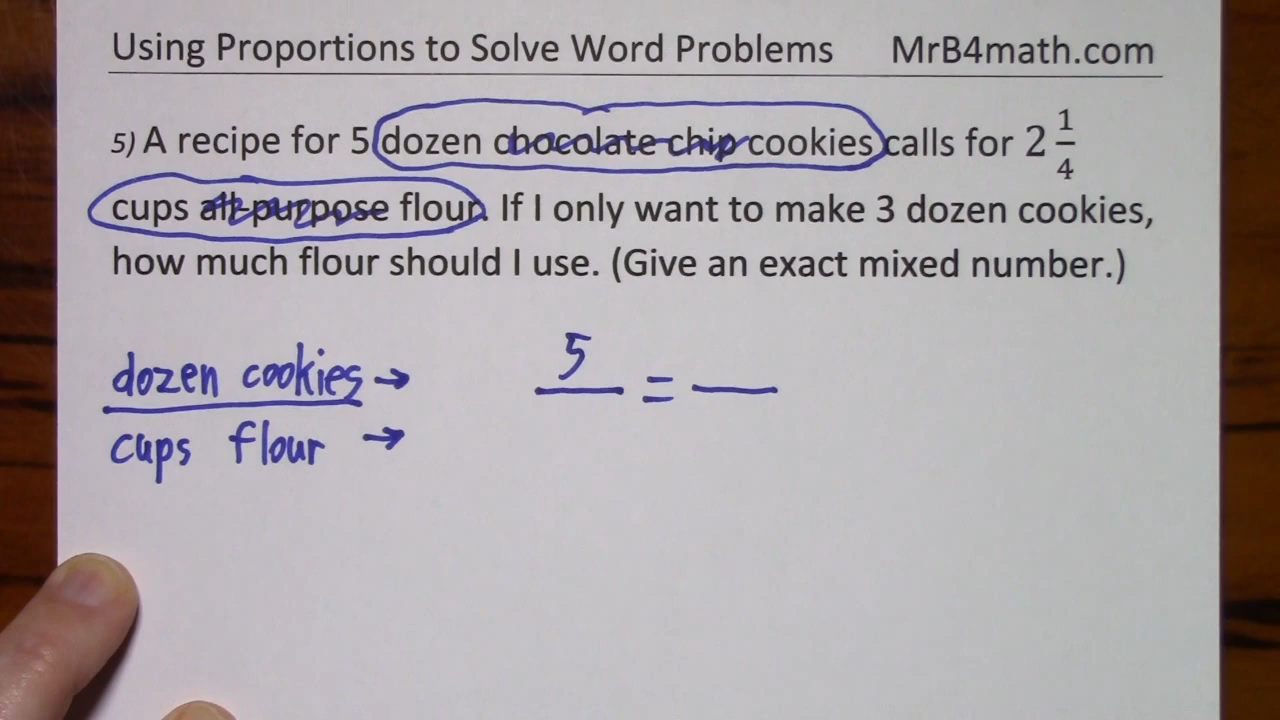 Using Proportions to Solve Word Problems MrB4math.com
5) A recipe for 5 dozen chocolate chip cookies calls for 2 1/4
cups all-purpose flour. If I only want to make 3 dozen cookies,
how much flour should I use. (Give an exact mixed number.)
dozen cookies → 5
=
cups flour →